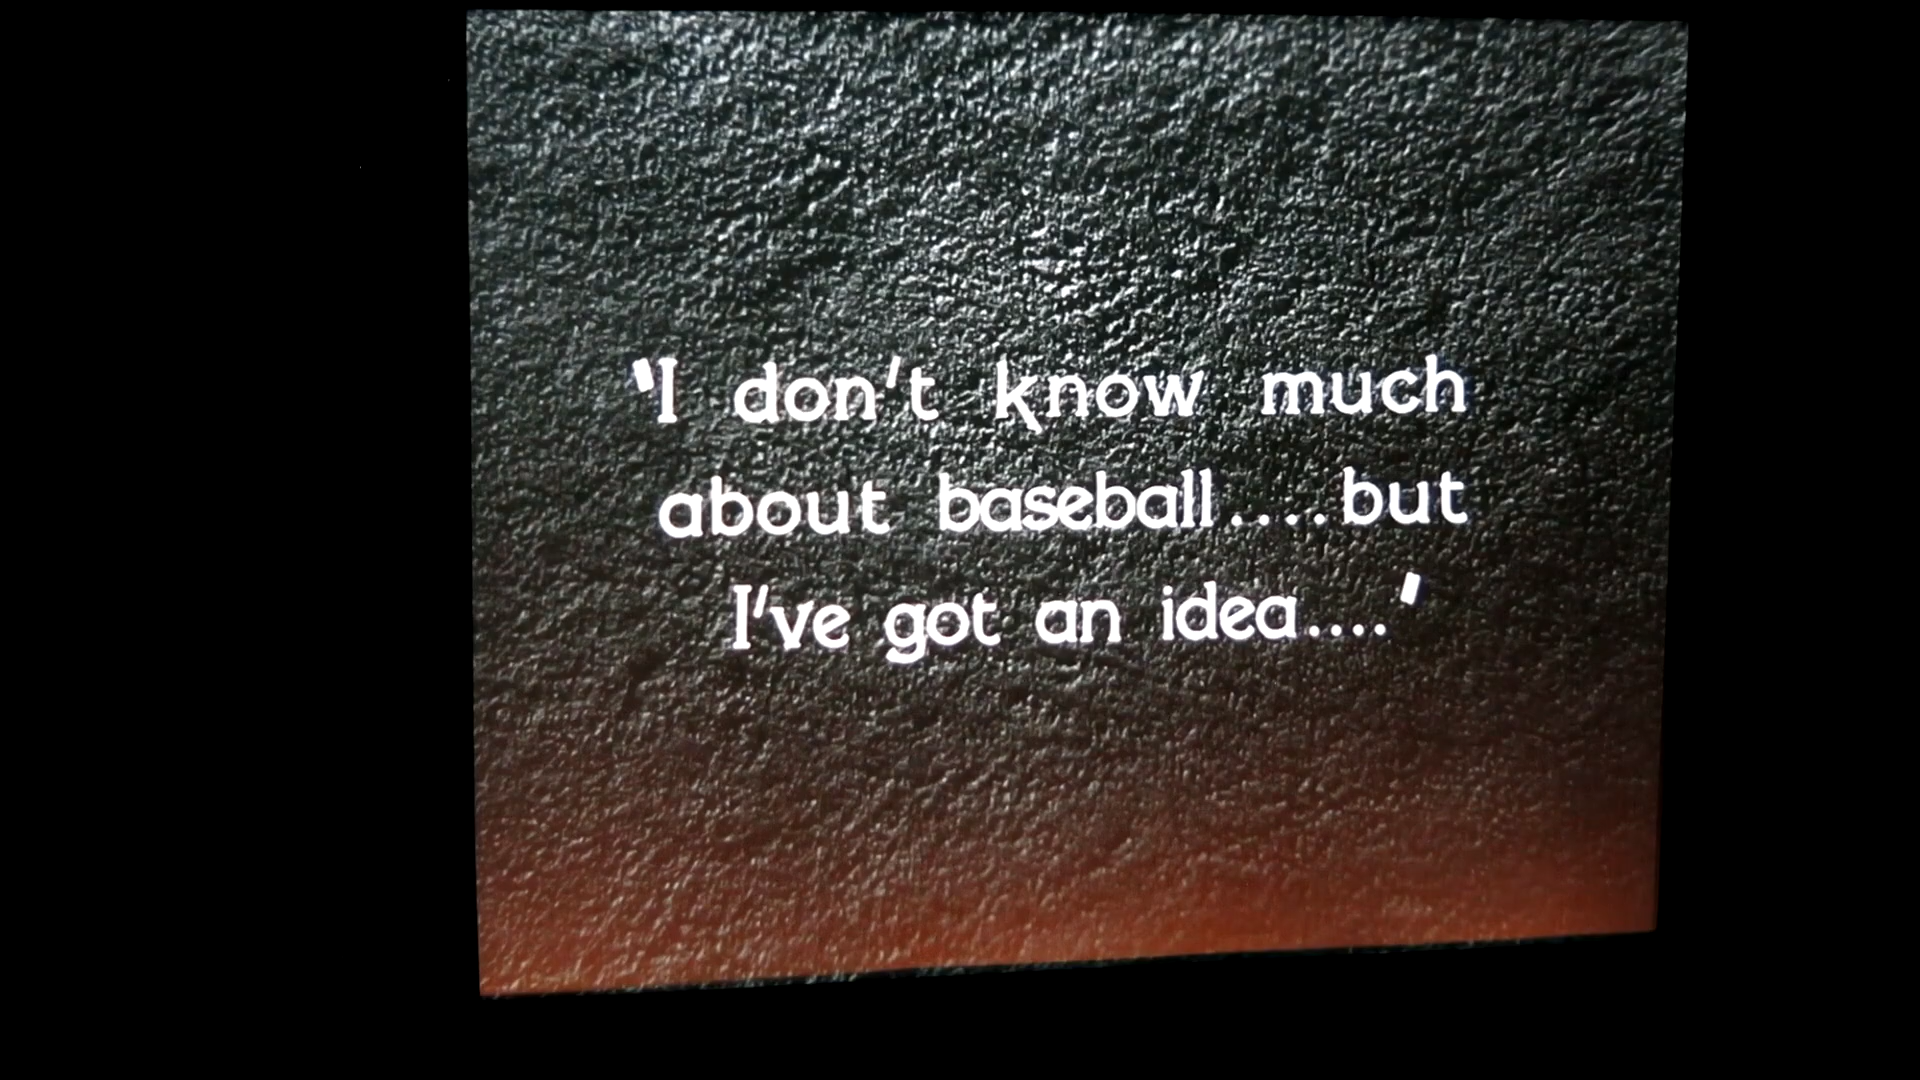 "I don't know much
about baseball....but
I've got an idea...."